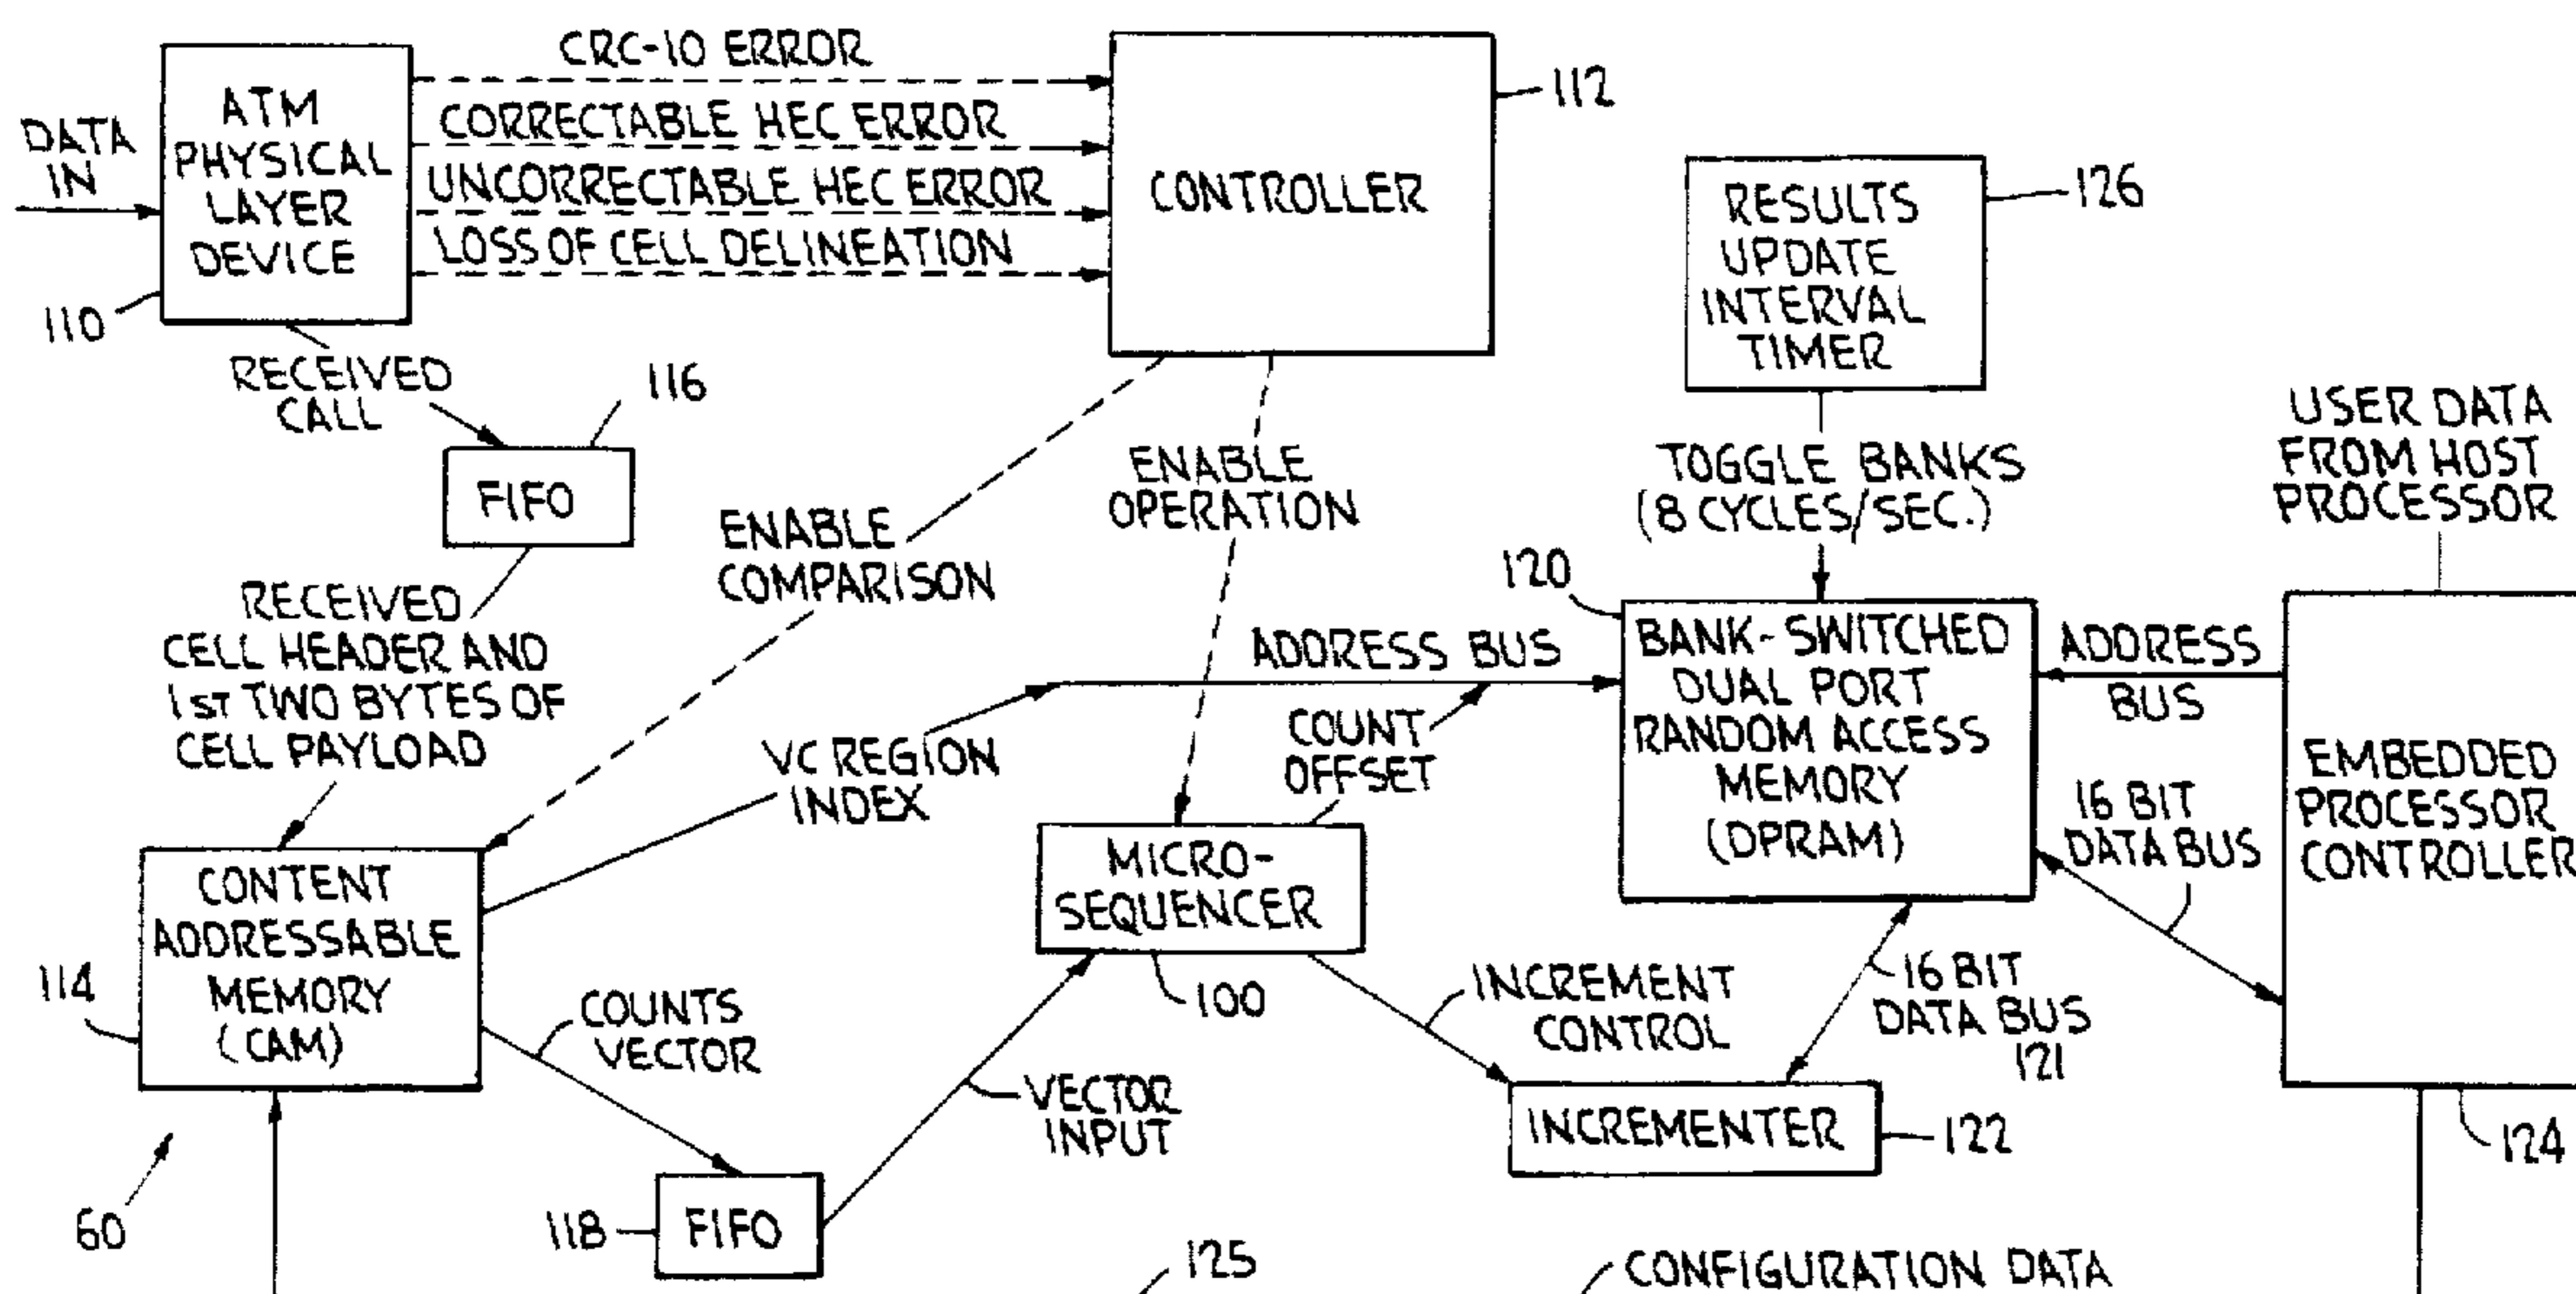 CRC-10 ERROR
CORRECTABLE HEC ERROR
UNCORRECTABLE HEC ERROR
LOSS OF CELL DELINEATION
DATA
IN
ATM
PHYSICAL
LAYER
DEVICE
110
CONTROLLER
112
RESULTS
UPDATE
INTERVAL
TIMER
126
RECEIVED
CALL
116
FIFO
ENABLE
COMPARISON
ENABLE
OPERATION
TOGGLE BANKS
(8 CYCLES/SEC.)
USER DATA
FROM HOST
PROCESSOR
RECEIVED
CELL HEADER AND
1ST TWO BYTES OF
CELL PAYLOAD
ADDRESS BUS
120
BANK-SWITCHED
DUAL PORT
RANDOM ACCESS
MEMORY
(DPRAM)
ADDRESS
BUS
VC REGION
INDEX
COUNT
OFFSET
16 BIT
DATA BUS
EMBEDDED
PROCESSOR
CONTROLLER
124
CONTENT
ADDRESSABLE
MEMORY
(CAM)
114
MICRO-
SEQUENCER
100
COUNTS
VECTOR
VECTOR
INPUT
INCREMENT
CONTROL
16 BIT
DATA BUS
121
INCREMENTER
122
60
118
FIFO
125
CONFIGURATION DATA